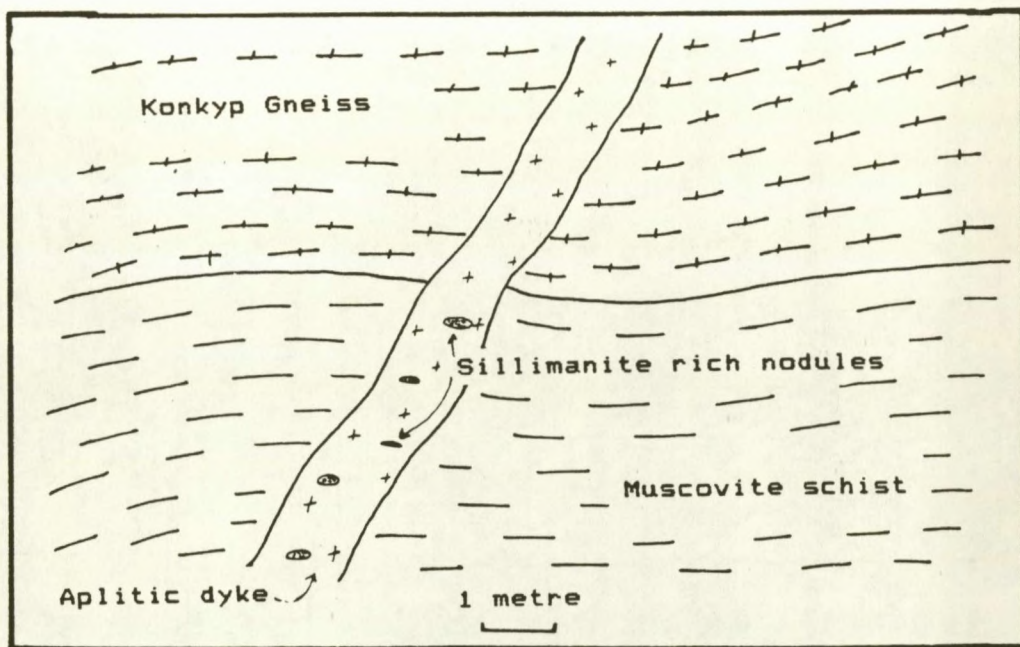 Konkyp Gneiss
Sillimanite rich nodules
Muscovite schist
Aplitic dyke
1 metre